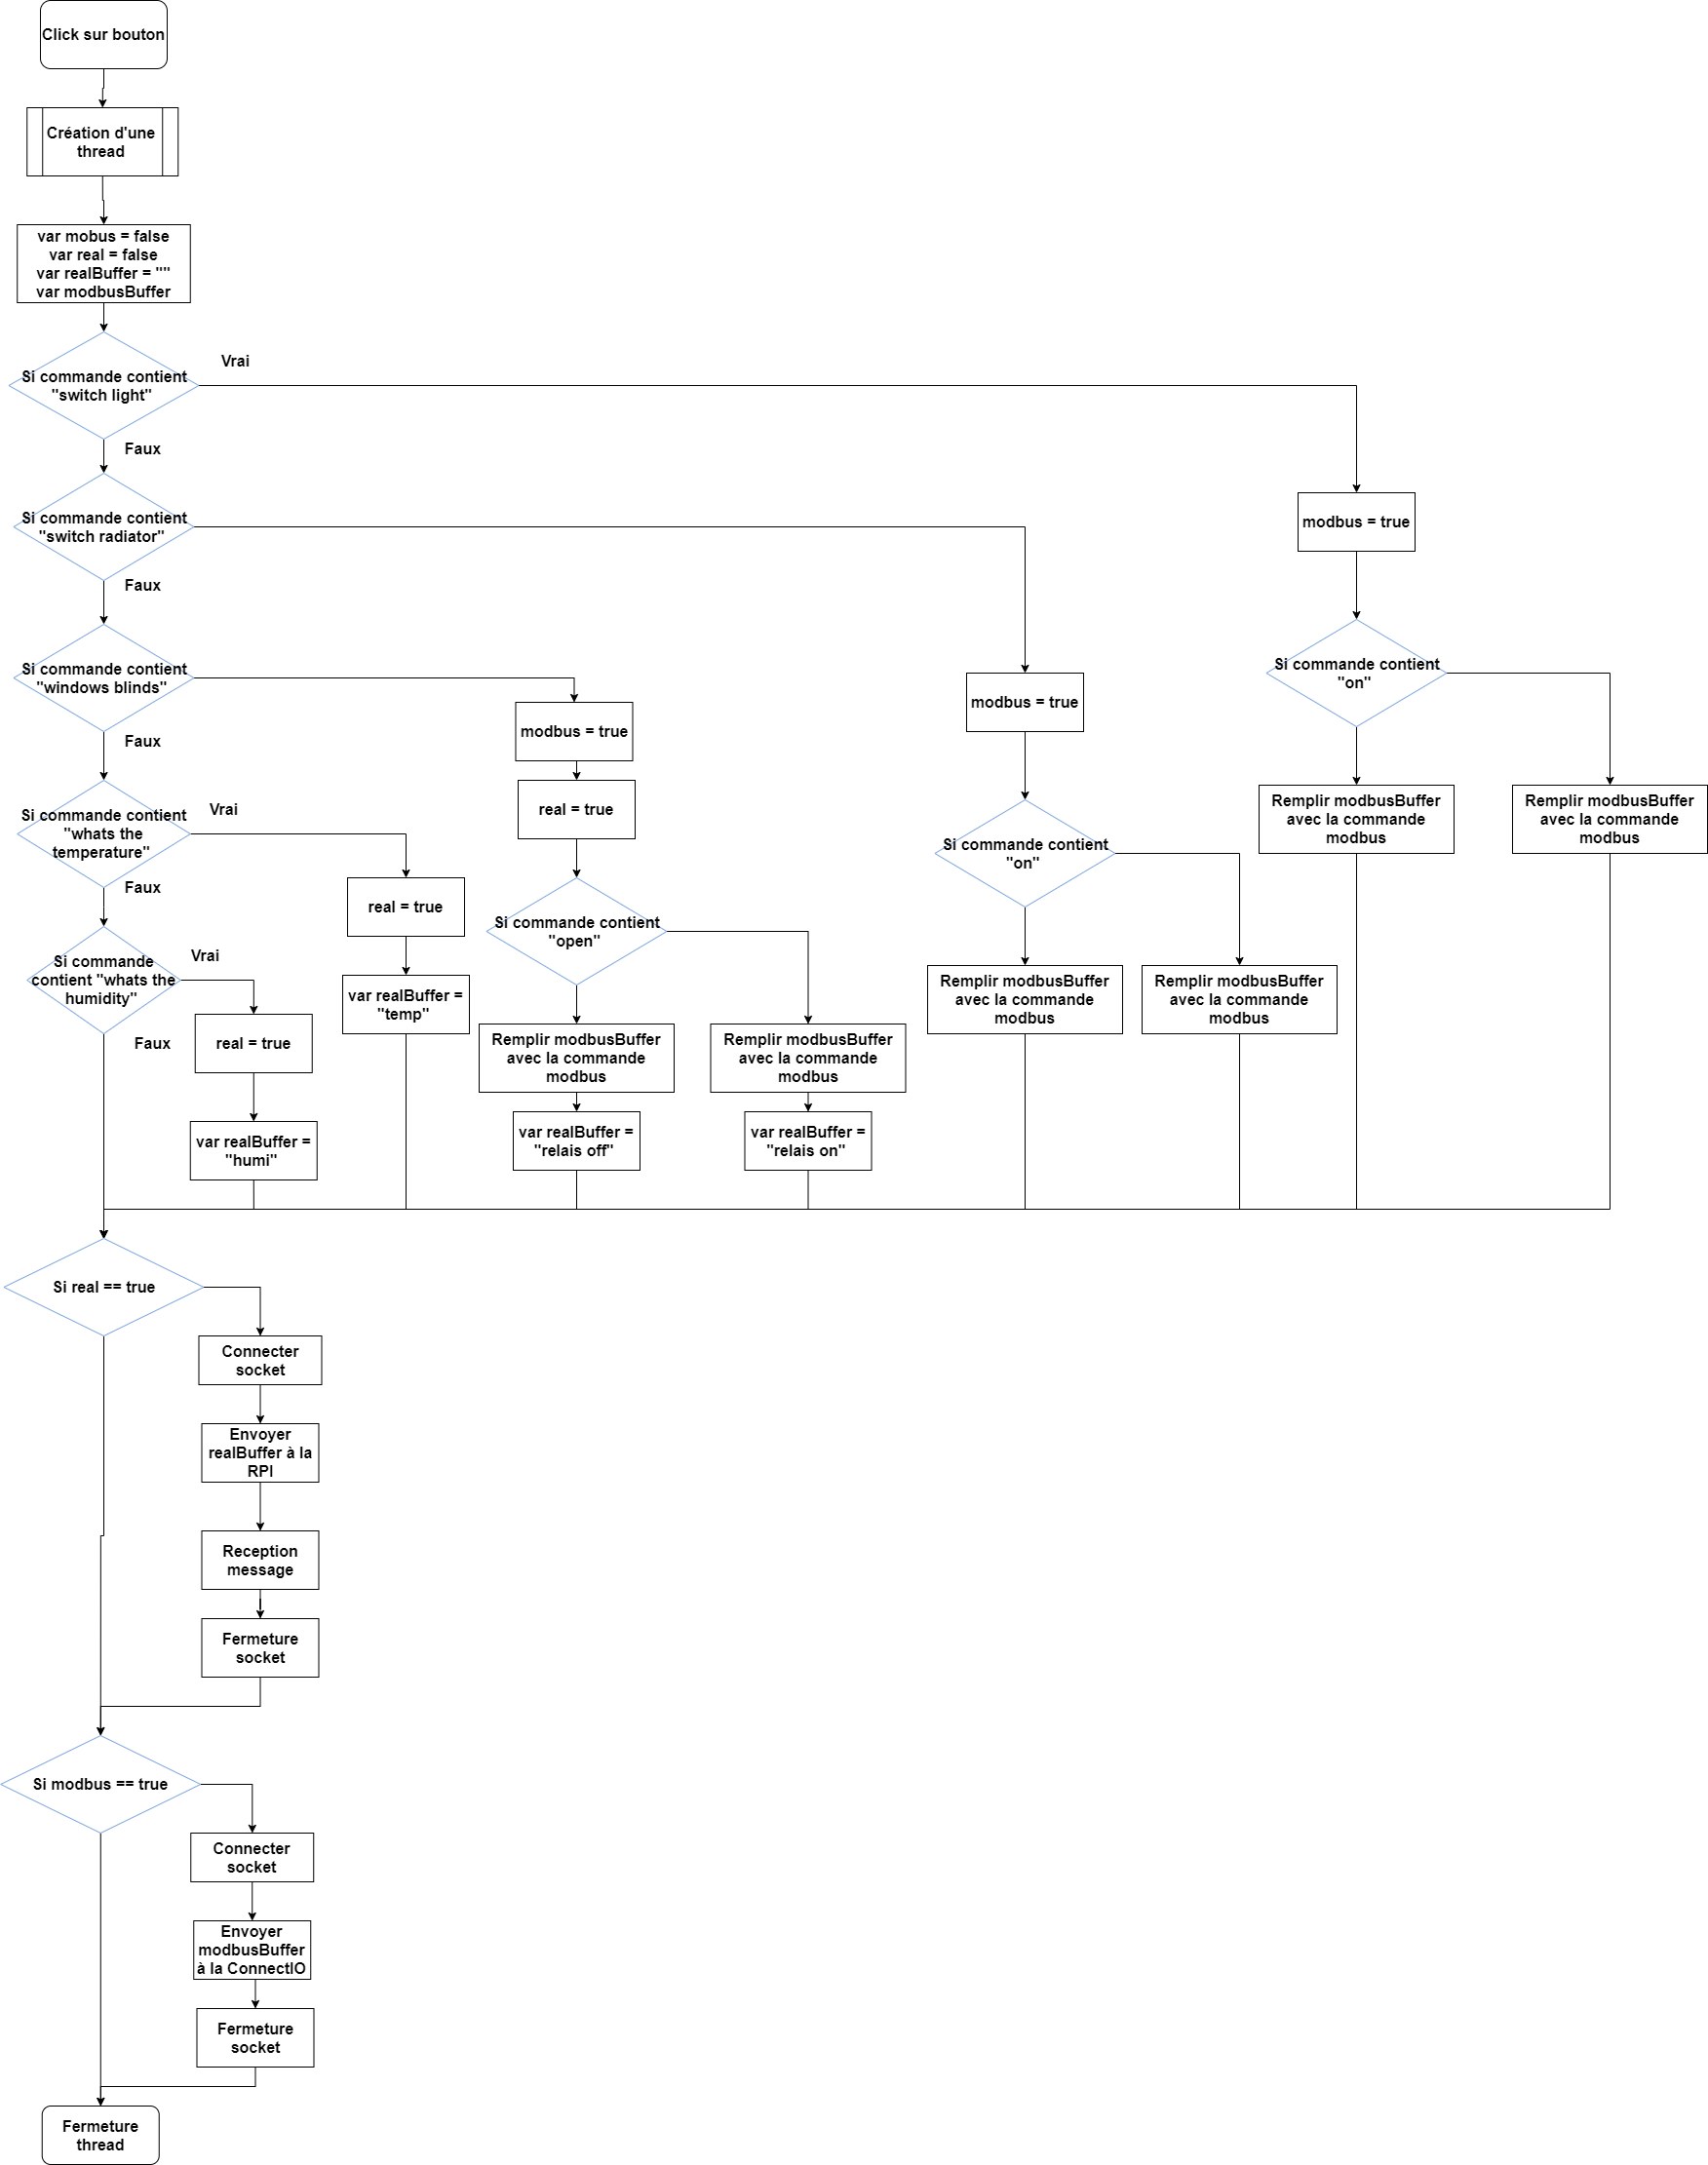 Click sur bouton
Création d'une
thread
var mobus = false
var real = false
var realBuffer = ""
var modbusBuffer
Vrai
Si commande contient
"switch light"
Faux
Si commande contient
"switch radiator"
modbus = true
Faux
Si commande contient
"on"
Si commande contient
"windows blinds"
modbus = true
modbus = true
Faux
Vrai
real = true
Si commande contient
"whats the
temperature"
Remplir modbusBuffer
avec la commande
modbus
Remplir modbusBuffer
avec la commande
modbus
Si commande contient
"on"
Faux
real = true
Si commande contient
"open"
Vrai
Si commande
contient "whats the
humidity"
var realBuffer =
"temp"
Remplir modbusBuffer
avec la commande
modbus
Remplir modbusBuffer
avec la commande
modbus
Faux
real = true
Remplir modbusBuffer
avec la commande
modbus
Remplir modbusBuffer
avec la commande
modbus
var realBuffer =
"humi"
var realBuffer =
"relais off"
var realBuffer =
"relais on"
Si real == true
Connecter
socket
Envoyer
realBuffer à la
RPI
Reception
message
Fermeture
socket
Si modbus == true
Connecter
socket
Envoyer
modbusBuffer
à la ConnectIO
Fermeture
socket
Fermeture
thread